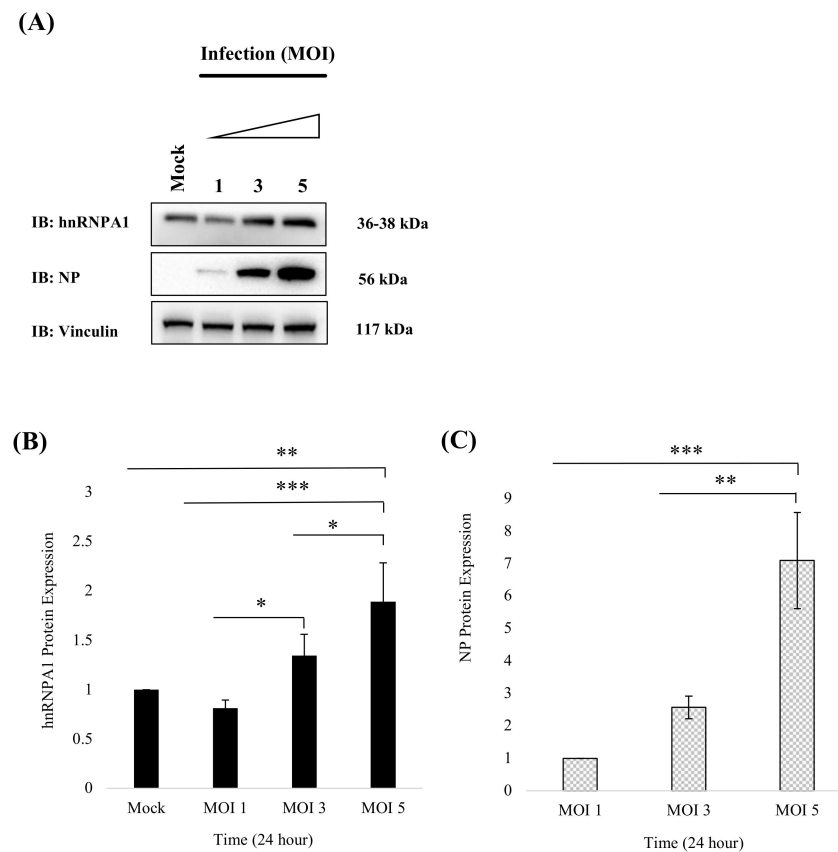 (A)
Infection (MOI)
Mock 1 3 5
IB: hnRNPA1 36-38 kDa
IB: NP 56 kDa
IB: Vinculin 117 kDa
(B)
**
***
*
*
3
2.5
2
1.5
1
0.5
0
hnRNPA1 Protein Expression
Mock MOI 1 MOI 3 MOI 5
Time (24 hour)
(C)
***
**
9
8
7
6
5
4
3
2
1
0
NP Protein Expression
MOI 1 MOI 3 MOI 5
Time (24 hour)